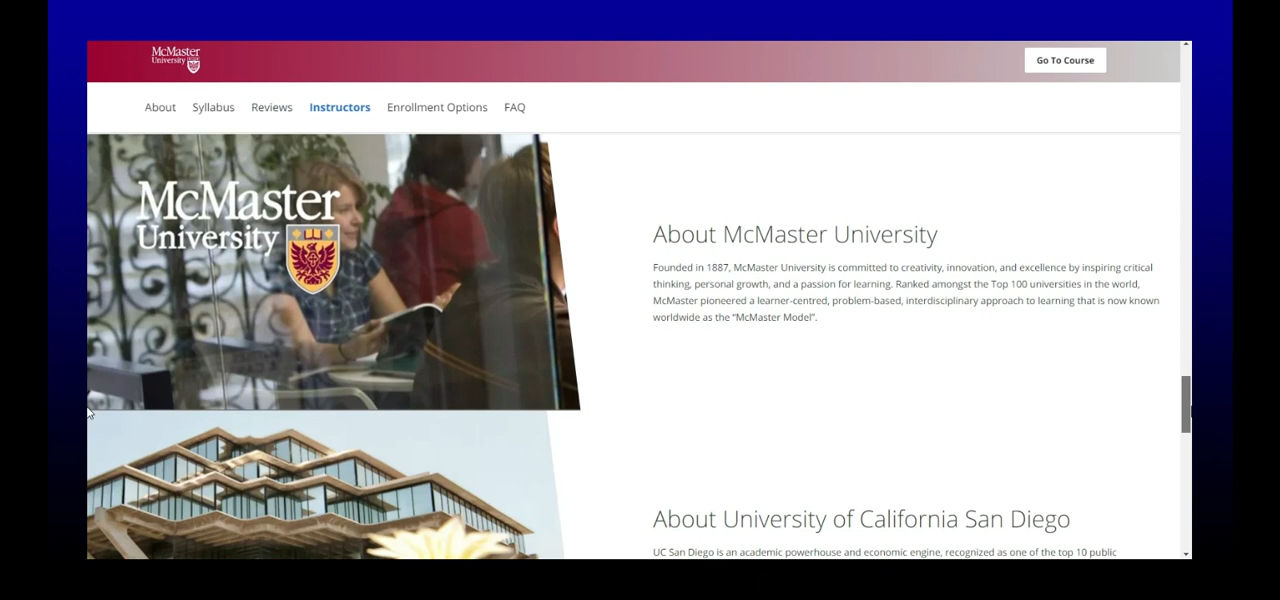 McMaster
University
Go To Course
About Syllabus Reviews Instructors Enrollment Options FAQ
McMaster
University
About McMaster University
Founded in 1887, McMaster University is committed to creativity, innovation, and excellence by inspiring critical
thinking, personal growth, and a passion for learning. Ranked amongst the Top 100 universities in the world,
McMaster pioneered a learner-centred, problem-based, interdisciplinary approach to learning that is now known
worldwide as the “McMaster Model”.
About University of California San Diego
UC San Diego is an academic powerhouse and economic engine, recognized as one of the top 10 public